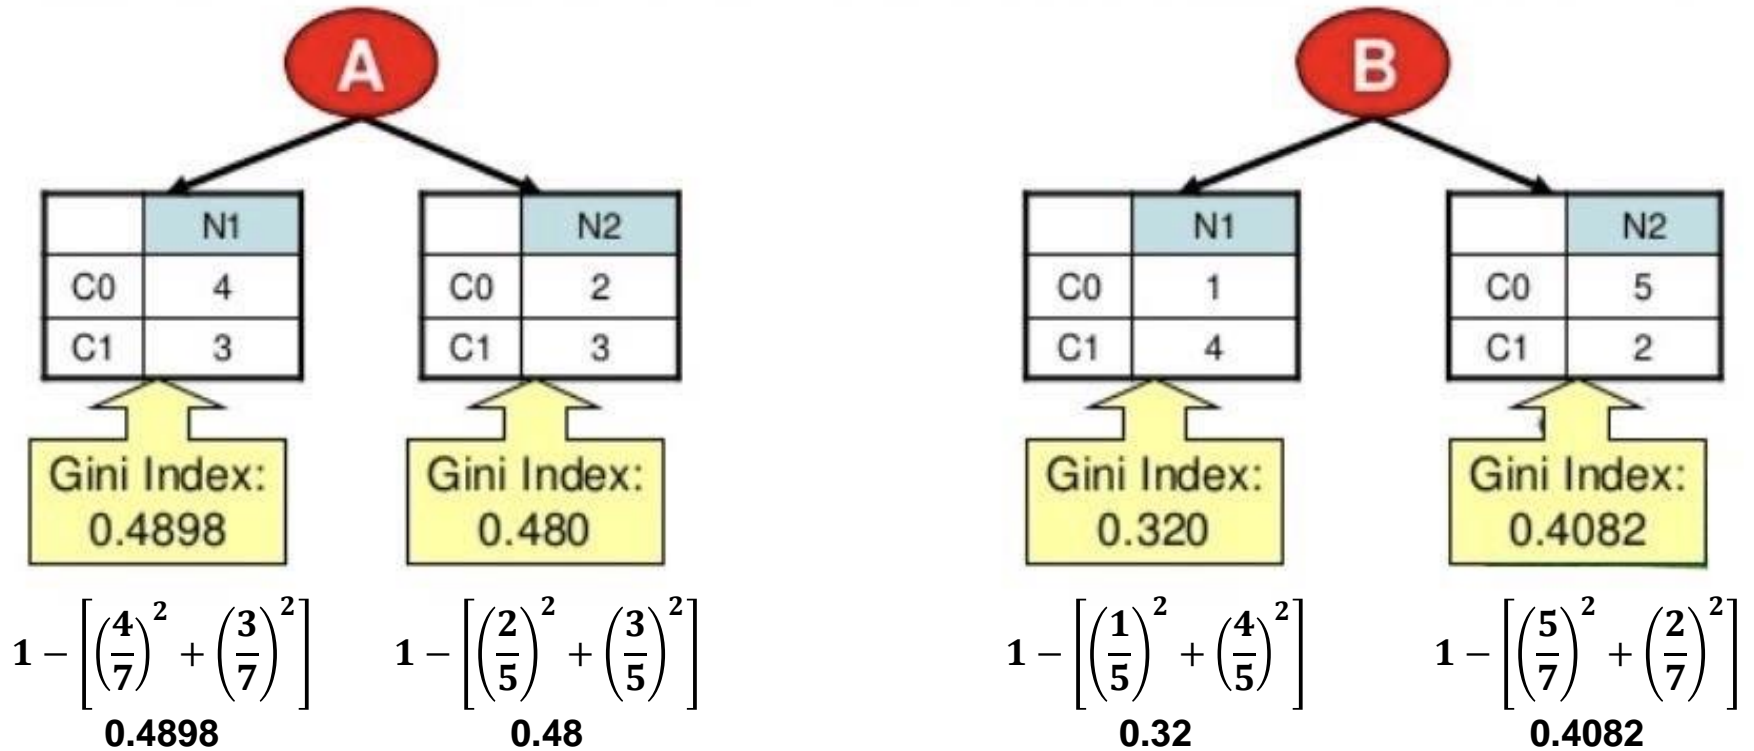 A
B
N1
C0 4
C1 3
N2
C0 2
C1 3
N1
C0 1
C1 4
N2
C0 5
C1 2
Gini Index:
0.4898
Gini Index:
0.480
Gini Index:
0.320
Gini Index:
0.4082
1 − [(4/7)² + (3/7)²]
0.4898
1 − [(2/5)² + (3/5)²]
0.48
1 − [(1/5)² + (4/5)²]
0.32
1 − [(5/7)² + (2/7)²]
0.4082